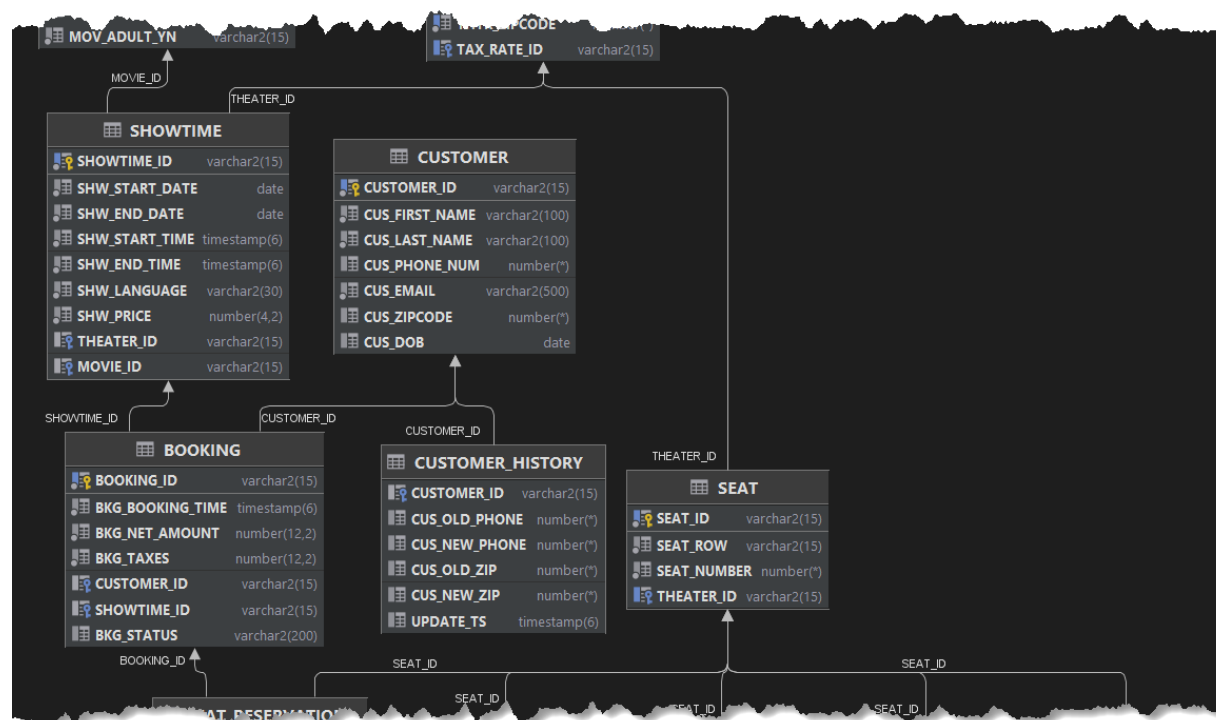 MOV_ADULT_YN varchar2(15)
TAX_RATE_ID varchar2(15)
MOVIE_ID
THEATER_ID
SHOWTIME
SHOWTIME_ID varchar2(15)
SHW_START_DATE date
SHW_END_DATE date
SHW_START_TIME timestamp(6)
SHW_END_TIME timestamp(6)
SHW_LANGUAGE varchar2(30)
SHW_PRICE number(4,2)
THEATER_ID varchar2(15)
MOVIE_ID varchar2(15)
CUSTOMER
CUSTOMER_ID varchar2(15)
CUS_FIRST_NAME varchar2(100)
CUS_LAST_NAME varchar2(100)
CUS_PHONE_NUM number(*)
CUS_EMAIL varchar2(500)
CUS_ZIPCODE number(*)
CUS_DOB date
SHOWTIME_ID
CUSTOMER_ID
CUSTOMER_ID
THEATER_ID
BOOKING
BOOKING_ID varchar2(15)
BKG_BOOKING_TIME timestamp(6)
BKG_NET_AMOUNT number(12,2)
BKG_TAXES number(12,2)
CUSTOMER_ID varchar2(15)
SHOWTIME_ID varchar2(15)
BKG_STATUS varchar2(200)
CUSTOMER_HISTORY
CUSTOMER_ID varchar2(15)
CUS_OLD_PHONE number(*)
CUS_NEW_PHONE number(*)
CUS_OLD_ZIP number(*)
CUS_NEW_ZIP number(*)
UPDATE_TS timestamp(6)
SEAT
SEAT_ID varchar2(15)
SEAT_ROW varchar2(15)
SEAT_NUMBER number(*)
THEATER_ID varchar2(15)
BOOKING_ID
SEAT_ID
SEAT_ID
SEAT_ID
SEAT_ID
SEAT_ID